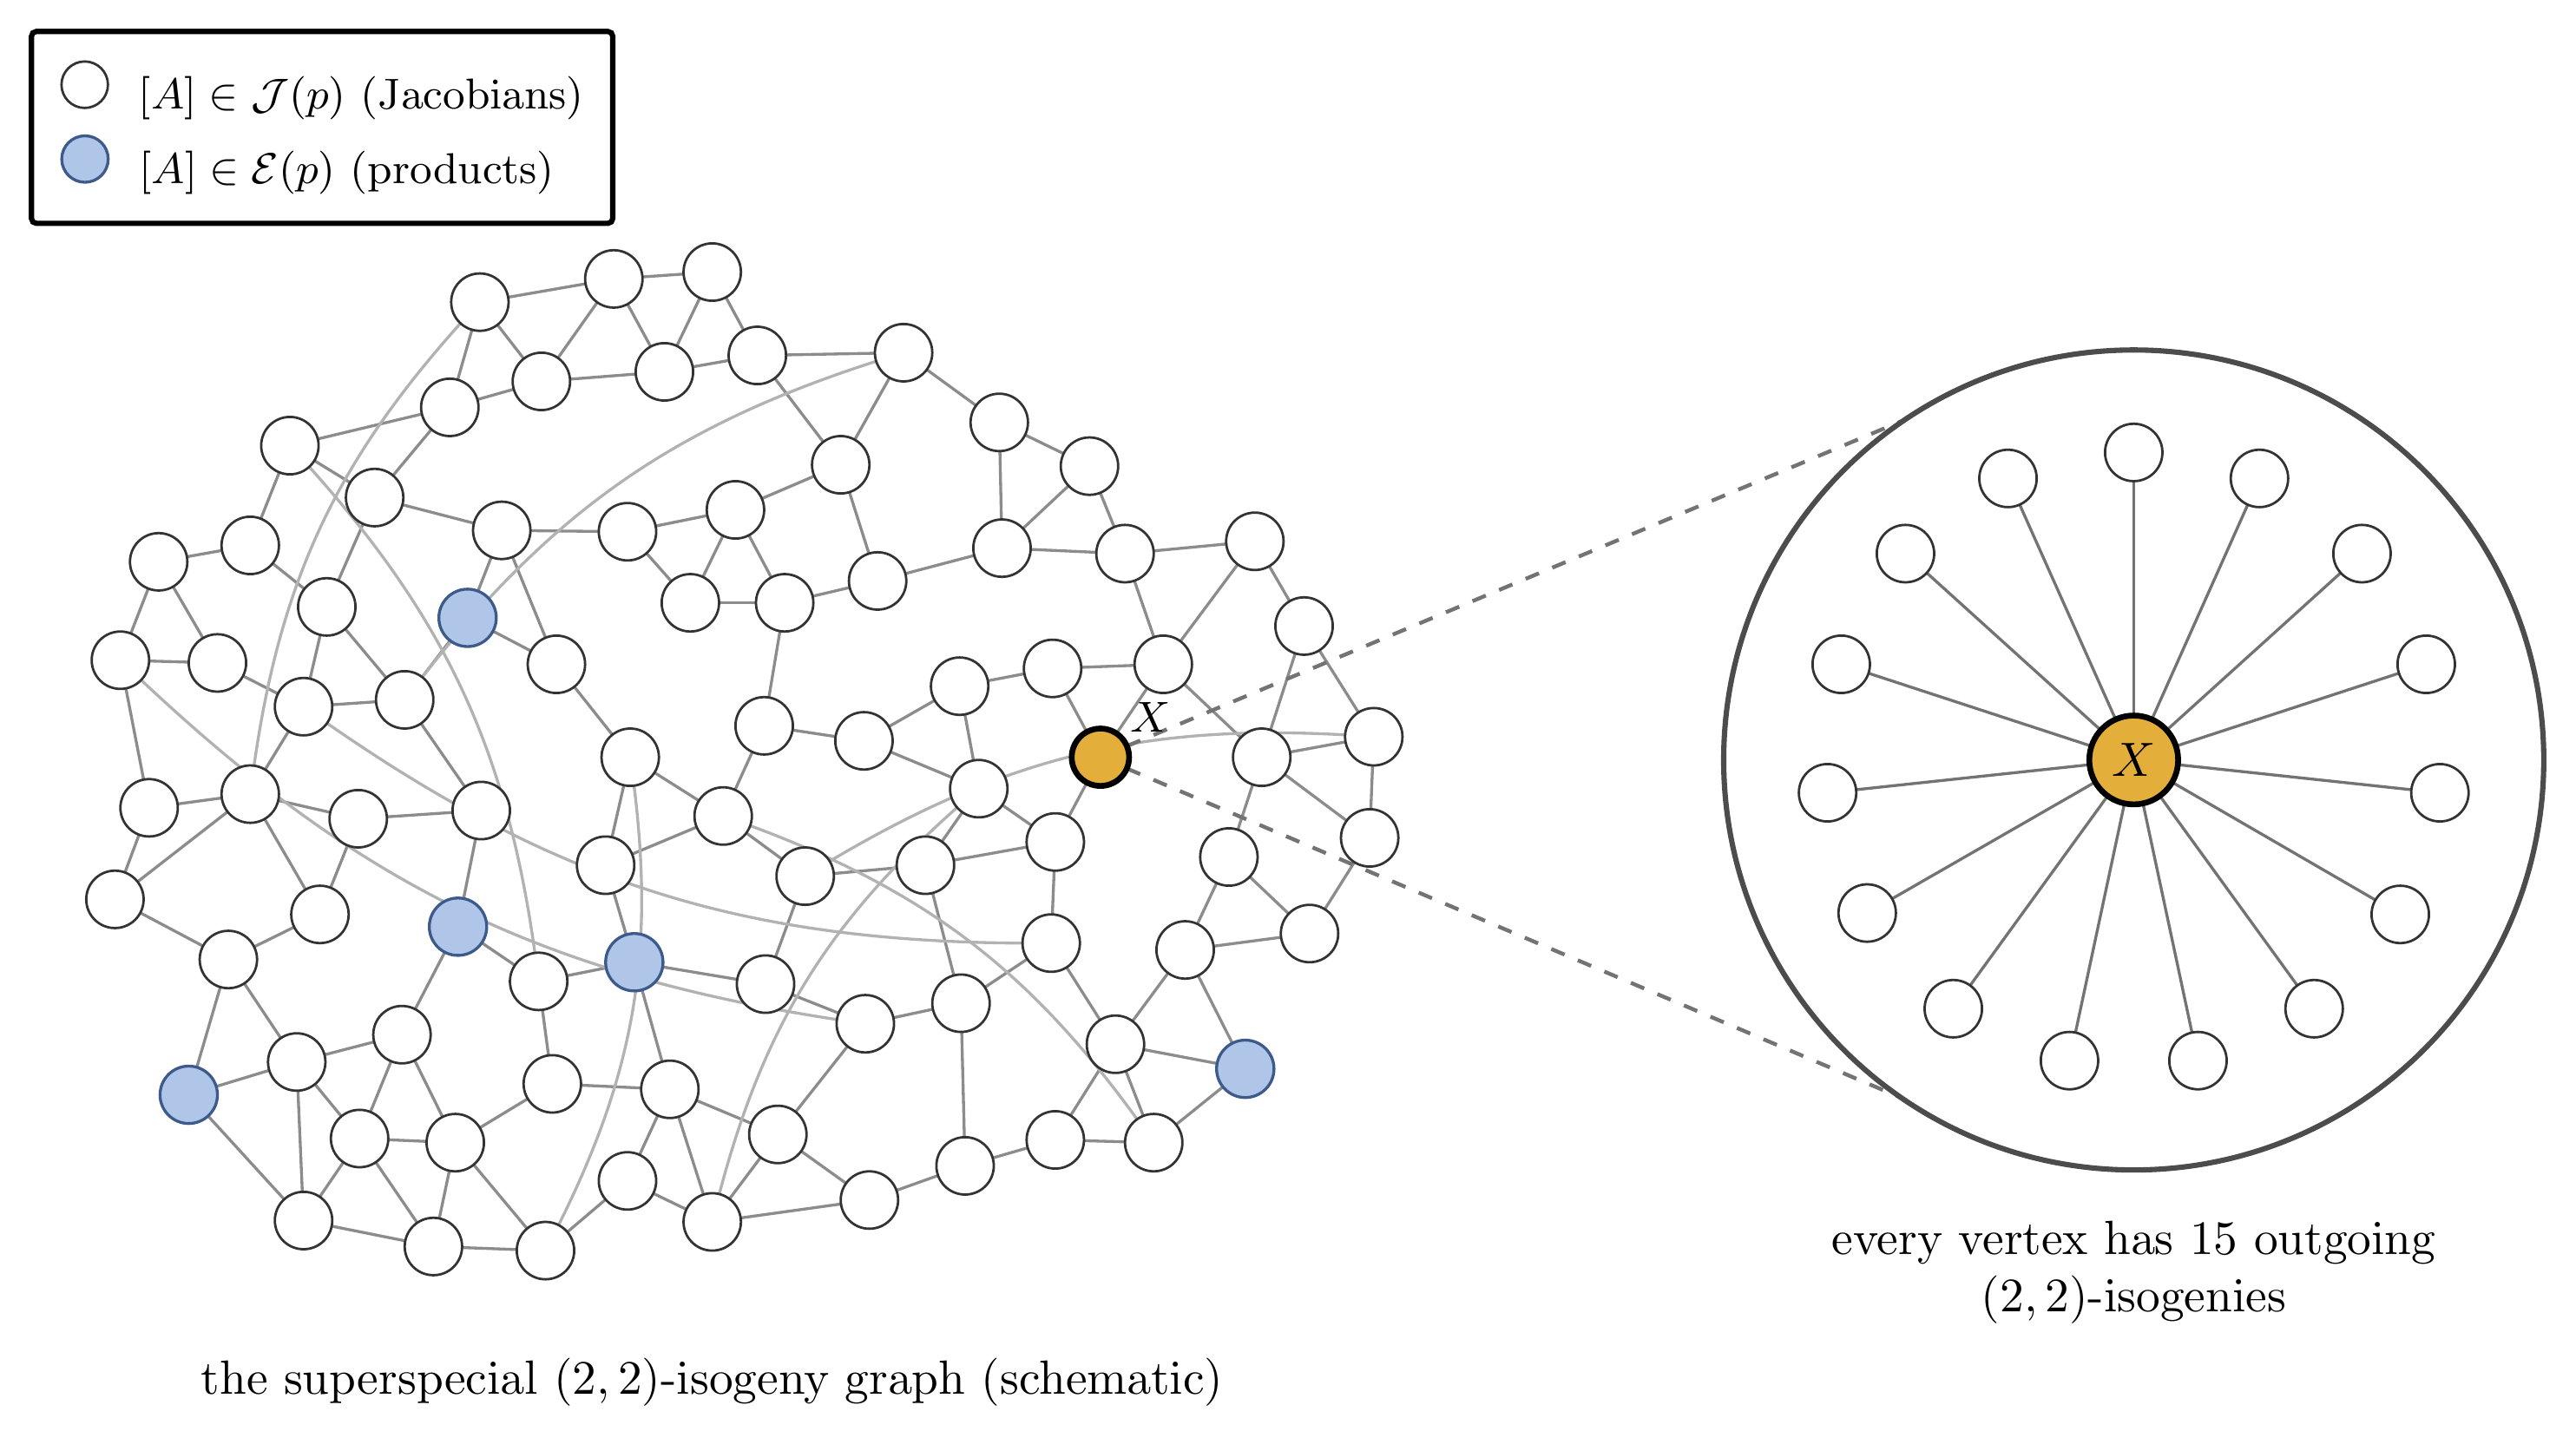 [A] ∈ 𝒥(p) (Jacobians)
[A] ∈ ℰ(p) (products)
X
X
every vertex has 15 outgoing
(2, 2)-isogenies
the superspecial (2, 2)-isogeny graph (schematic)